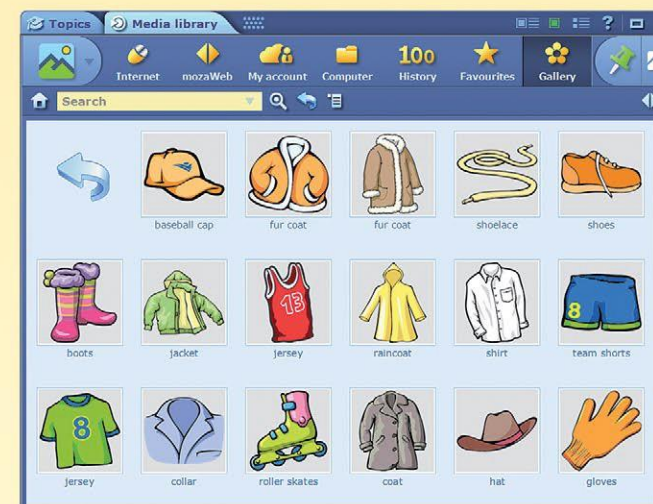 Topics Media library
Internet mozaWeb My account Computer 100 History Favourites Gallery
Search
baseball cap fur coat fur coat shoelace shoes
13 8
boots jacket jersey raincoat shirt team shorts
8
jersey collar roller skates coat hat gloves